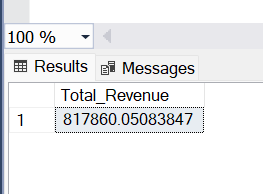 100 %
Results Messages
Total_Revenue
1 817860.05083847